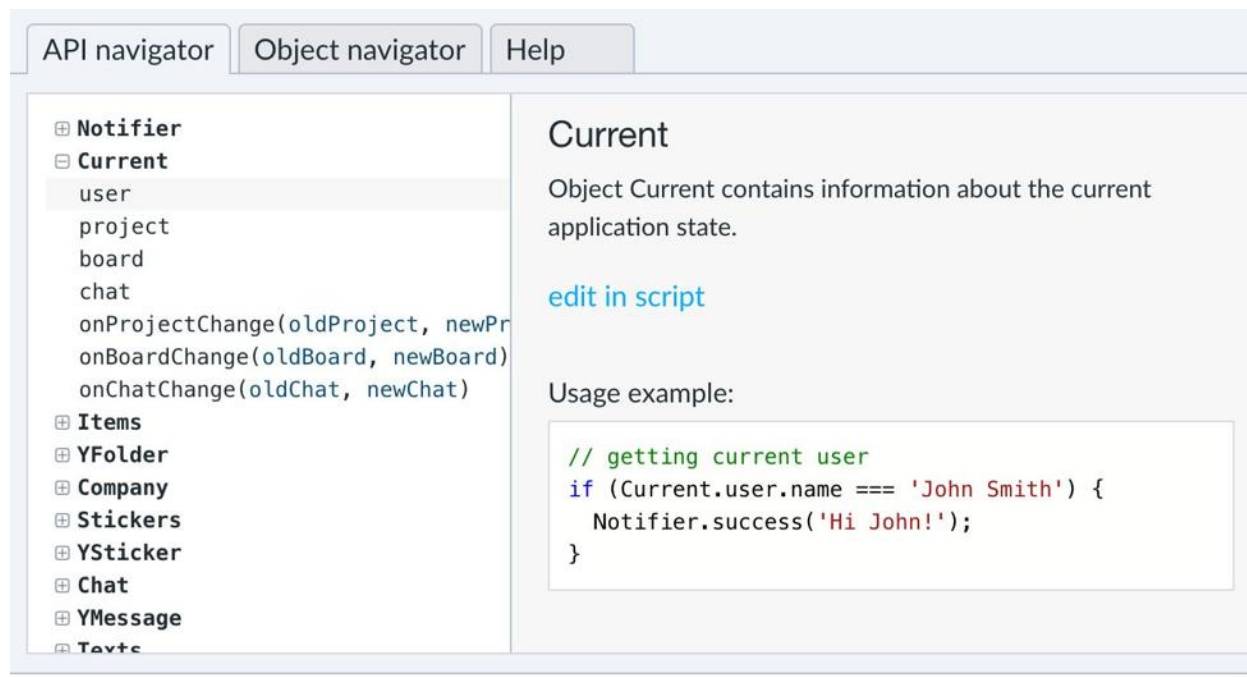 API navigator
Object navigator
Help
Notifier
Current
user
project
board
chat
onProjectChange(oldProject, newPr
onBoardChange(oldBoard, newBoard)
onChatChange(oldChat, newChat)
Items
YFolder
Company
Stickers
YSticker
Chat
YMessage
Texts
Current
Object Current contains information about the current
application state.
edit in script
Usage example:
// getting current user
if (Current.user.name === 'John Smith') {
  Notifier.success('Hi John!');
}